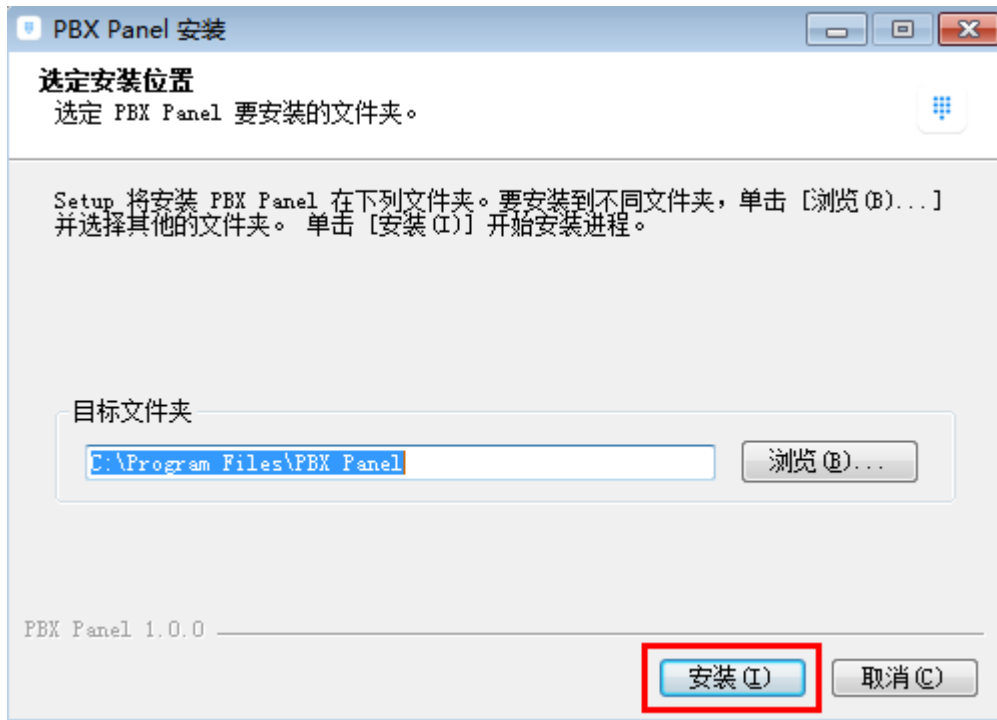 PBX Panel 安装
选定安装位置
选定 PBX Panel 要安装的文件夹。
Setup 将安装 PBX Panel 在下列文件夹。要安装到不同文件夹，单击 [浏览(B)...]
并选择其他的文件夹。 单击 [安装(I)] 开始安装进程。
目标文件夹
C:\Program Files\PBX Panel
浏览(B)...
PBX Panel 1.0.0
安装(I)
取消(C)